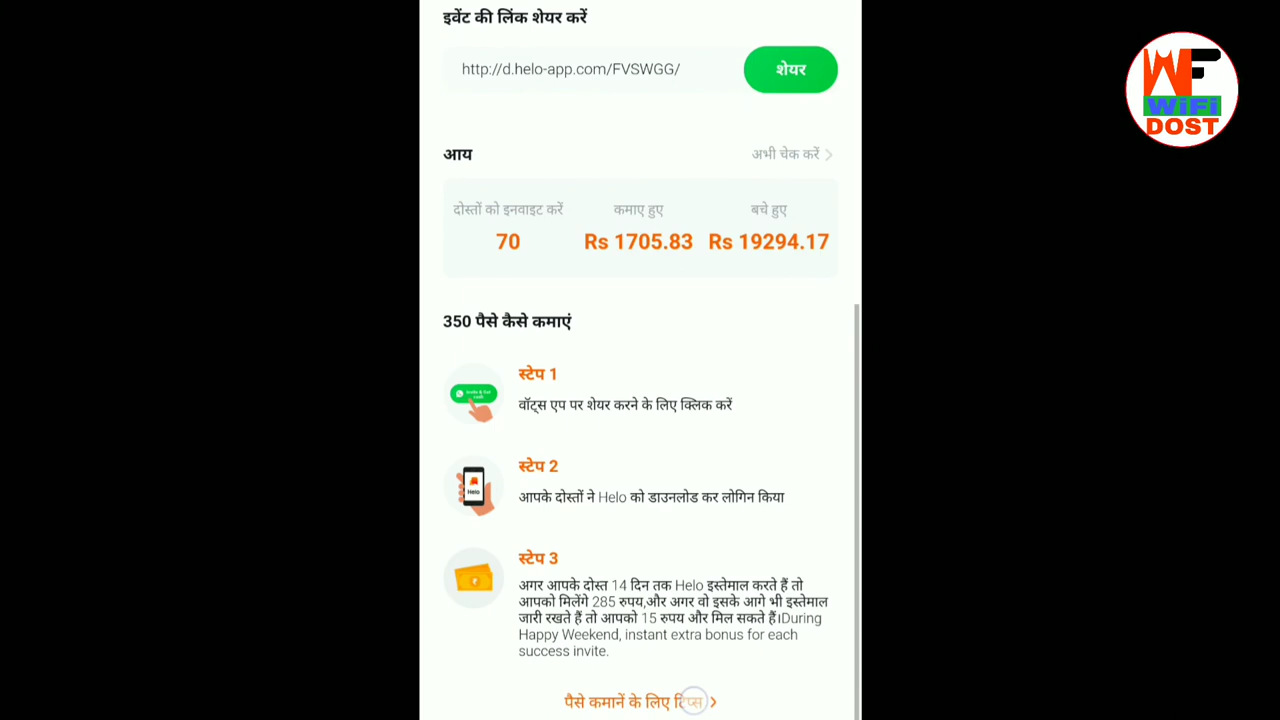 इवेंट की लिंक शेयर करें
http://d.helo-app.com/FVSWGG/
शेयर
WF
WiFi
DOST
आय
अभी चेक करें
दोस्तों को इनवाइट करें
कमाए हुए
बचे हुए
70
Rs 1705.83
Rs 19294.17
350 पैसे कैसे कमाएं
स्टेप 1
वॉट्स एप पर शेयर करने के लिए क्लिक करें
स्टेप 2
Helo
आपके दोस्तों ने Helo को डाउनलोड कर लोगिन किया
स्टेप 3
अगर आपके दोस्त 14 दिन तक Helo इस्तेमाल करते हैं तो
आपको मिलेंगे 285 रुपय,और अगर वो इसके आगे भी इस्तेमाल
जारी रखते हैं तो आपको 15 रुपय और मिल सकते हैं।During
Happy Weekend, instant extra bonus for each
success invite.
पैसे कमानें के लिए टिप्स